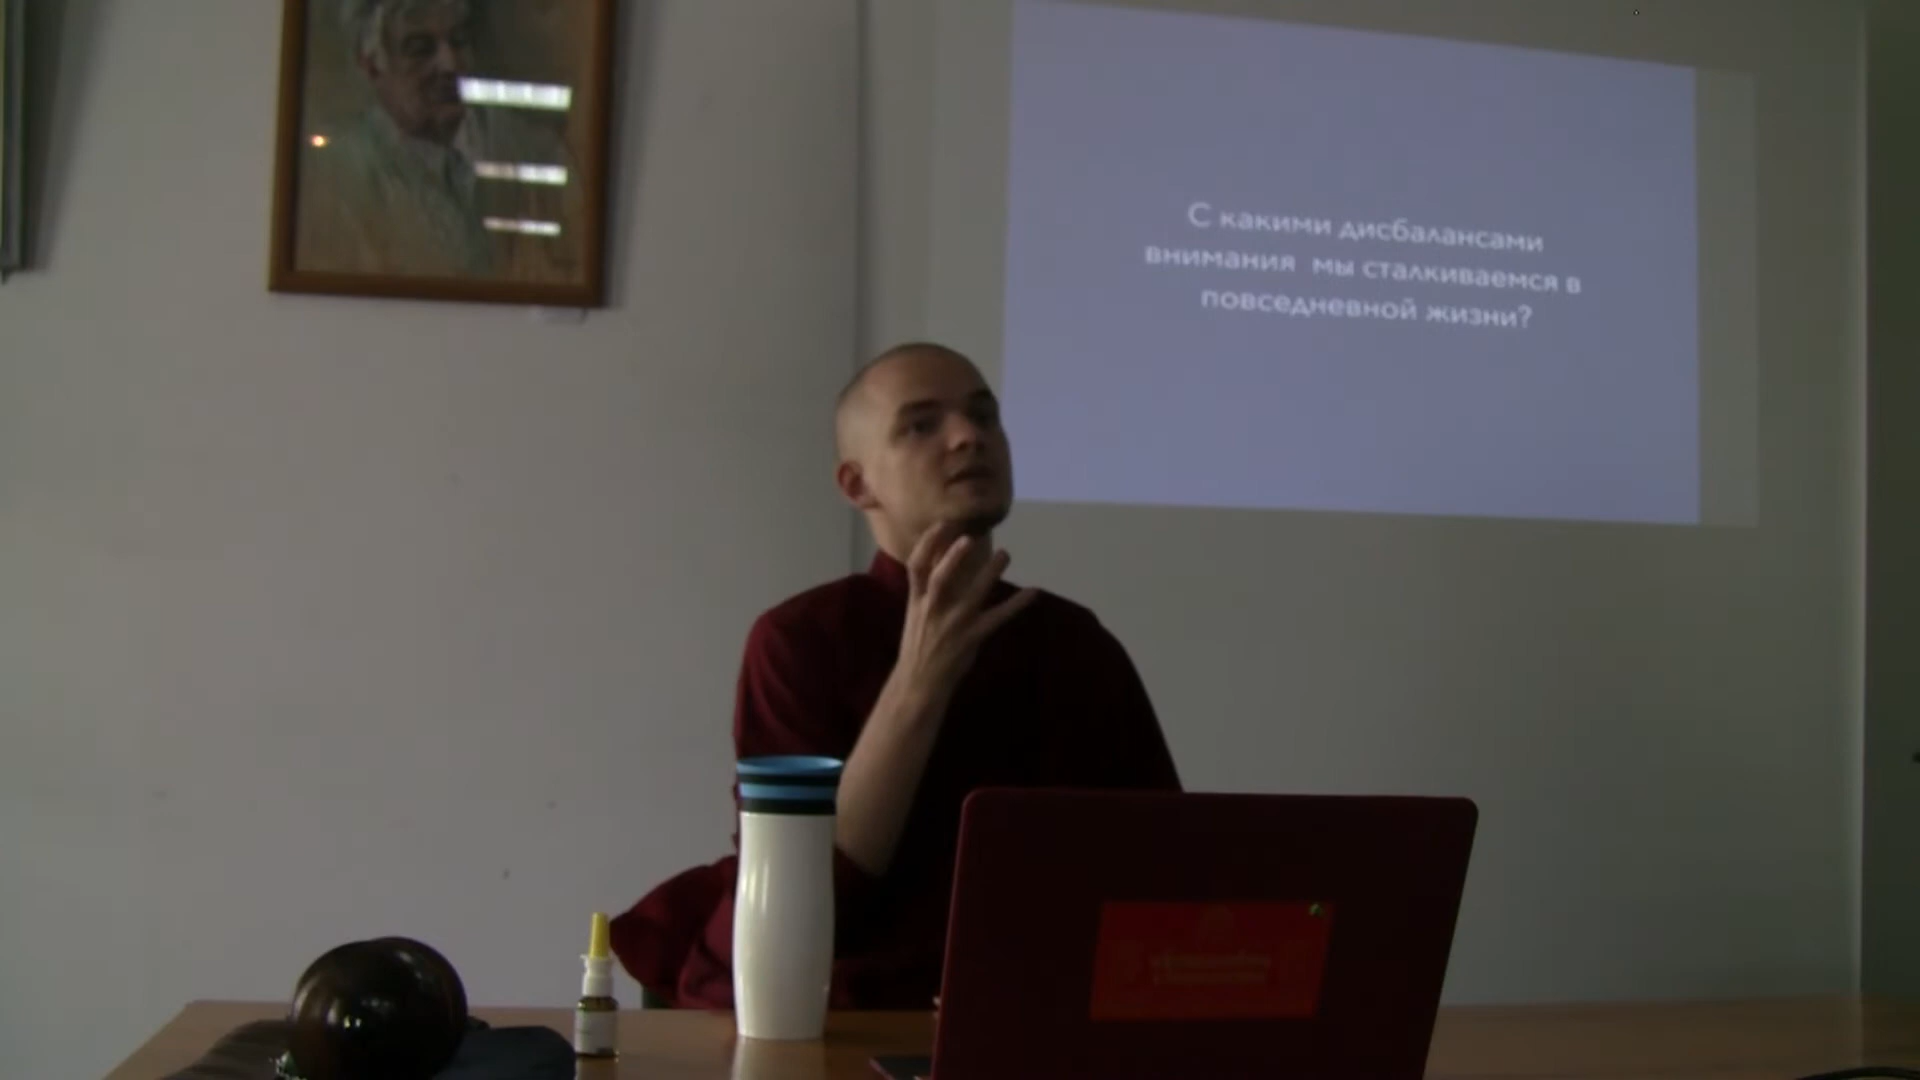 С какими дисбалансами
внимания мы сталкиваемся в
повседневной жизни?